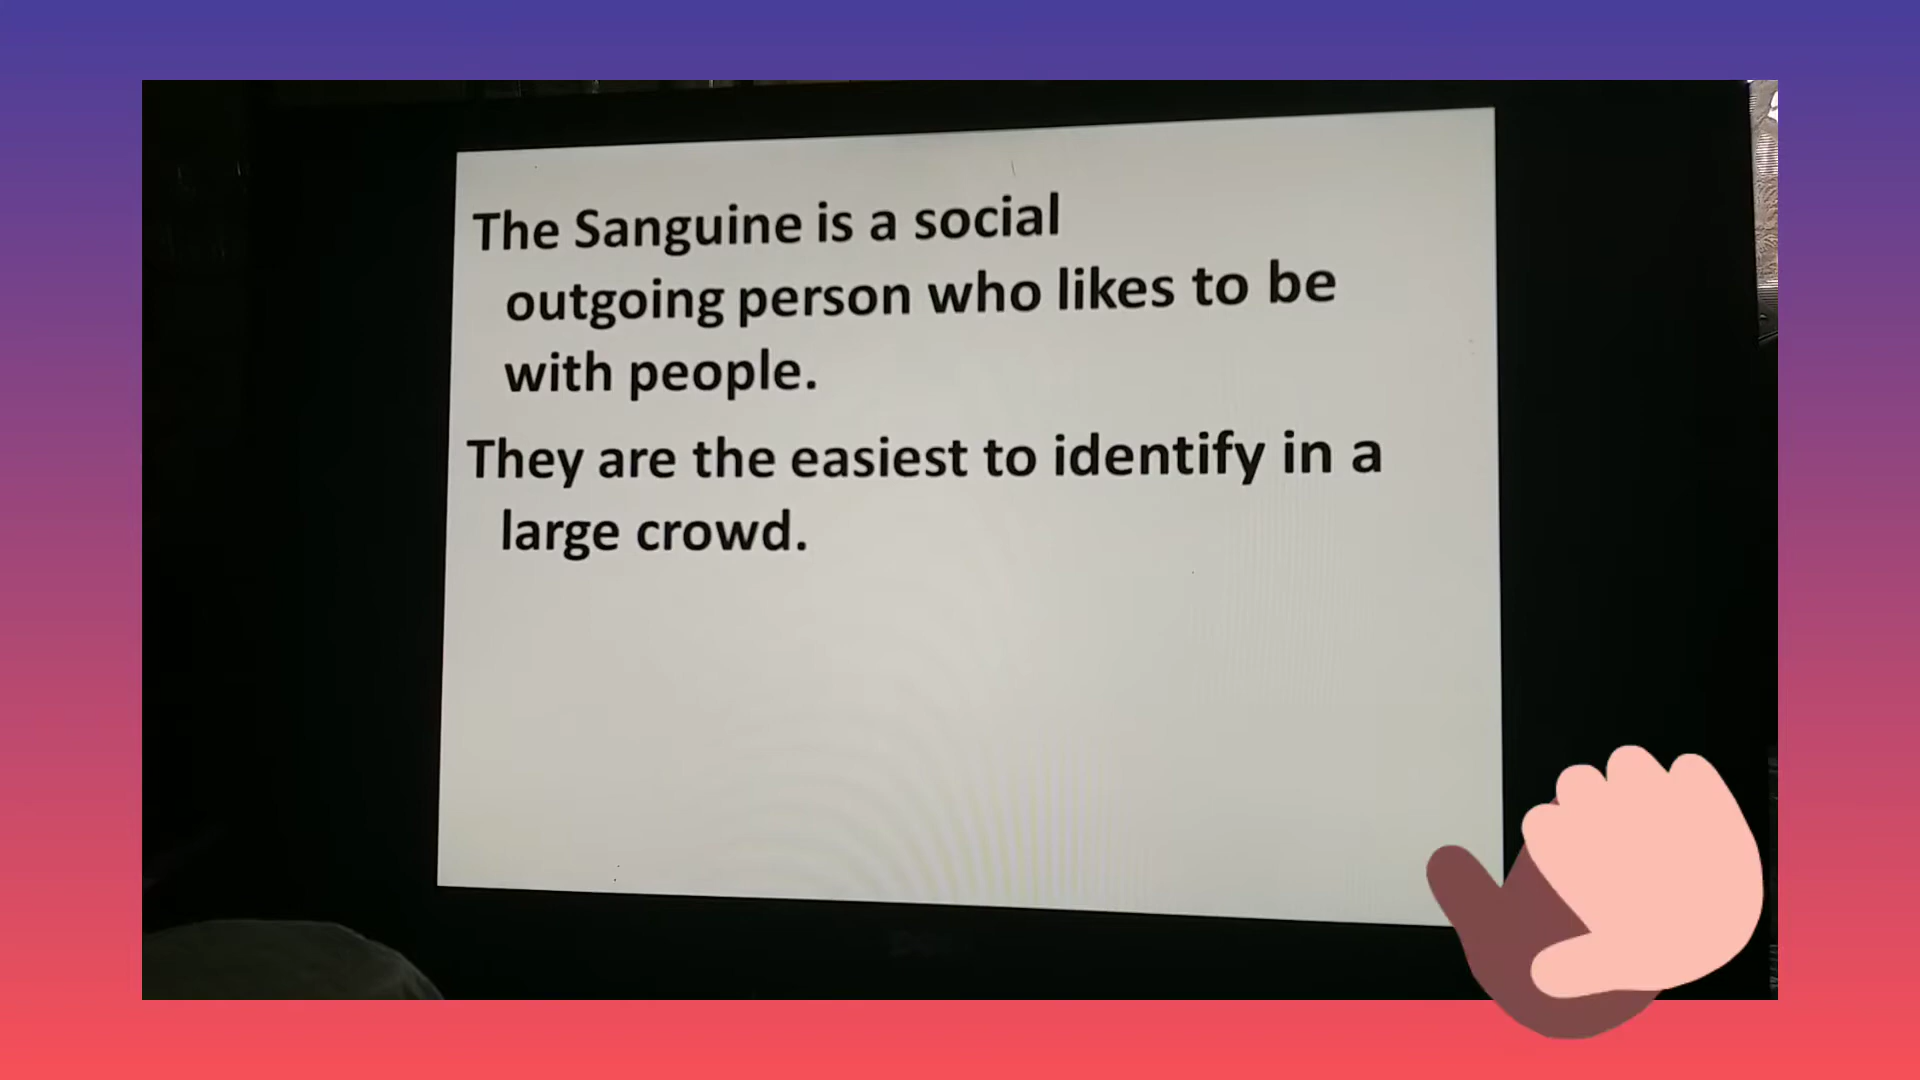 The Sanguine is a social
outgoing person who likes to be
with people.
They are the easiest to identify in a
large crowd.